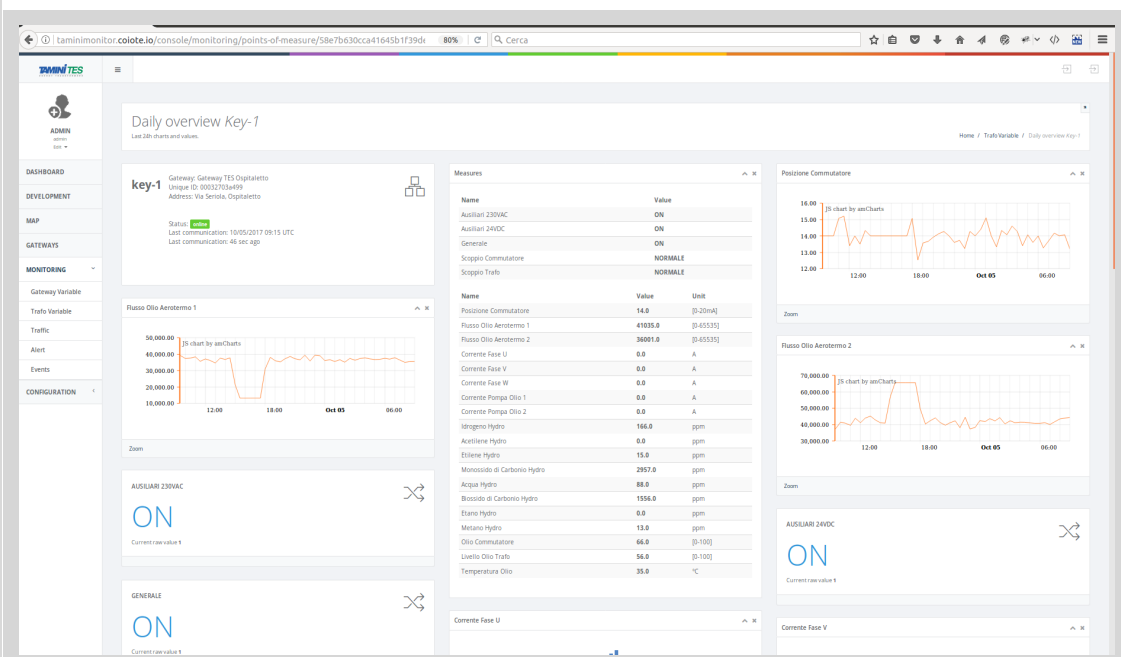 taminimonitor.coiote.io/console/monitoring/points-of-measure/58e7b630cca41645b1f39de
80%
Cerca
TAMINI TES
ADMIN
admin
Edit
DASHBOARD
DEVELOPMENT
MAP
GATEWAYS
MONITORING
Gateway Variable
Trafo Variable
Traffic
Alert
Events
CONFIGURATION
Daily overview Key-1
Last 24h charts and values.
Home / Trafo Variable / Daily overview Key-1
key-1
Gateway: Gateway TES Ospitaletto
Unique ID: 00032703a499
Address: Via Seriola, Ospitaletto
Status: online
Last communication: 10/05/2017 09:15 UTC
Last communication: 46 sec ago
Flusso Olio Aerotermo 1
JS chart by amCharts
50,000.00
40,000.00
30,000.00
20,000.00
10,000.00
12:00 18:00 Oct 05 06:00
Zoom
AUSILIARI 230VAC
ON
Current raw value 1
GENERALE
ON
Current raw value 1
Measures
Name Value
Ausiliari 230VAC ON
Ausiliari 24VDC ON
Generale ON
Scoppio Commutatore NORMALE
Scoppio Trafo NORMALE
Name Value Unit
Posizione Commutatore 14.0 [0-20mA]
Flusso Olio Aerotermo 1 41035.0 [0-65535]
Flusso Olio Aerotermo 2 36001.0 [0-65535]
Corrente Fase U 0.0 A
Corrente Fase V 0.0 A
Corrente Fase W 0.0 A
Corrente Pompa Olio 1 0.0 A
Corrente Pompa Olio 2 0.0 A
Idrogeno Hydro 166.0 ppm
Acetilene Hydro 0.0 ppm
Etilene Hydro 15.0 ppm
Monossido di Carbonio Hydro 2957.0 ppm
Acqua Hydro 88.0 ppm
Biossido di Carbonio Hydro 1556.0 ppm
Etano Hydro 0.0 ppm
Metano Hydro 13.0 ppm
Olio Commutatore 66.0 [0-100]
Livello Olio Trafo 56.0 [0-100]
Temperatura Olio 35.0 °C
Corrente Fase U
Posizione Commutatore
JS chart by amCharts
16.00
15.00
14.00
13.00
12.00
12:00 18:00 Oct 05 06:00
Zoom
Flusso Olio Aerotermo 2
JS chart by amCharts
70,000.00
60,000.00
50,000.00
40,000.00
30,000.00
12:00 18:00 Oct 05 06:00
Zoom
AUSILIARI 24VDC
ON
Current raw value 1
Corrente Fase V